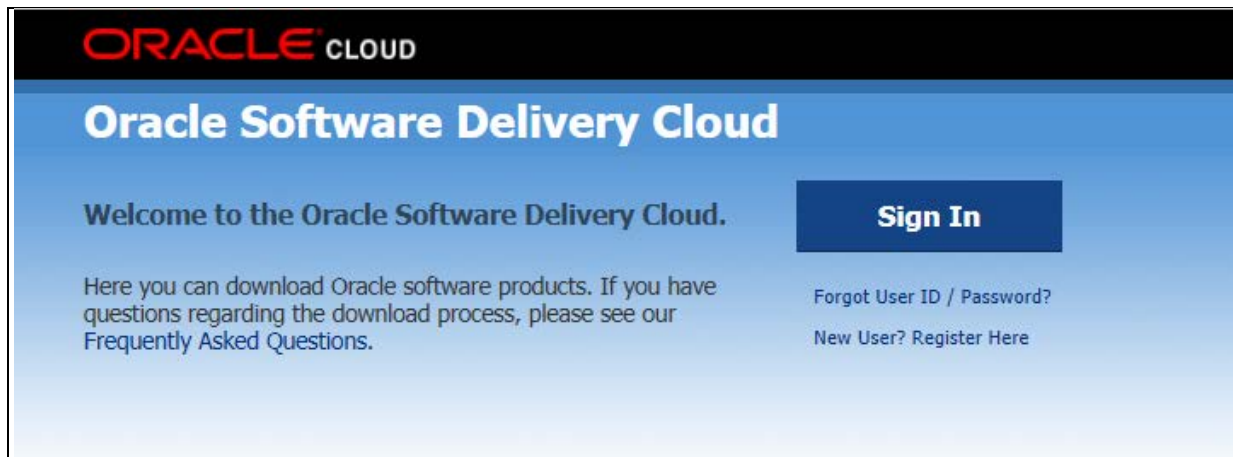 ORACLE CLOUD
Oracle Software Delivery Cloud
Welcome to the Oracle Software Delivery Cloud.
Sign In
Here you can download Oracle software products. If you have
questions regarding the download process, please see our
Frequently Asked Questions.
Forgot User ID / Password?
New User? Register Here